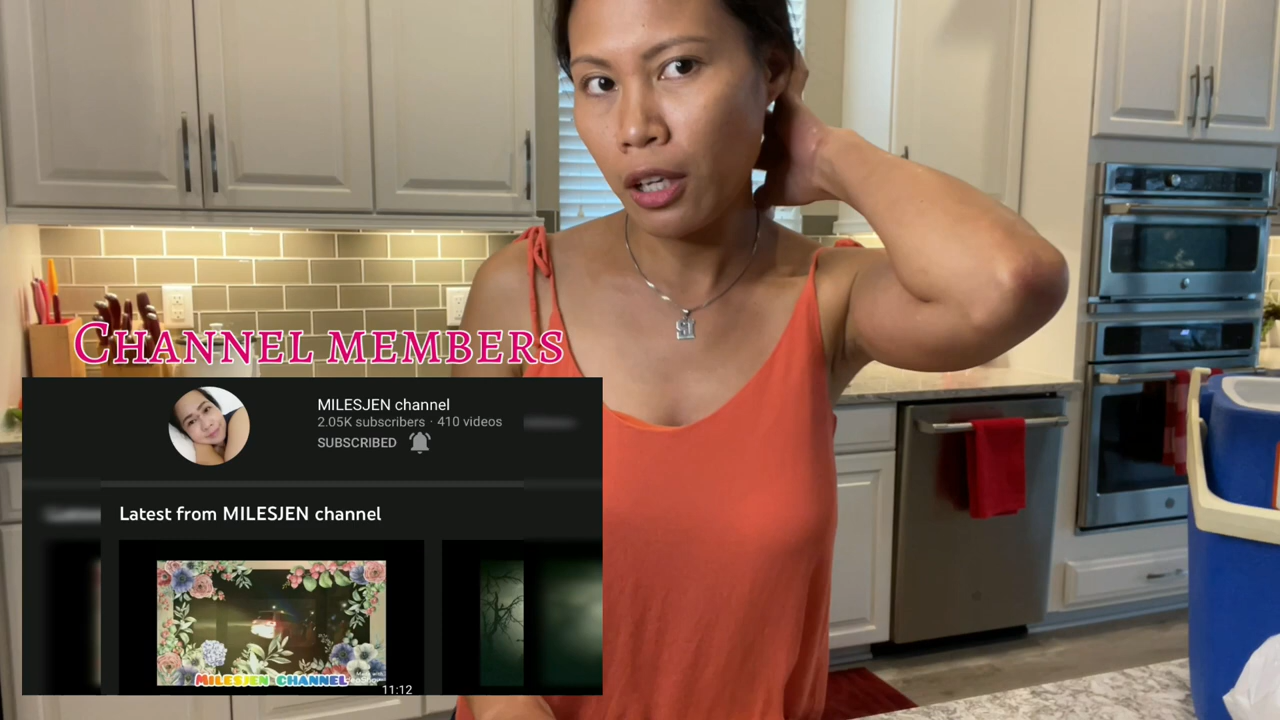 CHANNEL MEMBERS
MILESJEN channel
2.05K subscribers · 410 videos
SUBSCRIBED
Latest from MILESJEN channel
MILESJEN CHANNEL
11:12